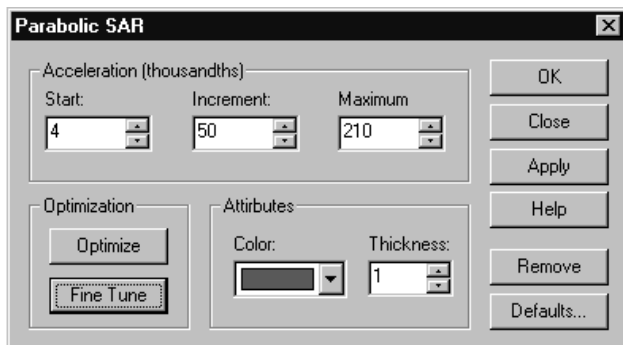 Parabolic SAR
Acceleration (thousandths)
Start: Increment: Maximum
4 50 210
Optimization
Optimize
Fine Tune
Attirbutes
Color: Thickness:
1
OK
Close
Apply
Help
Remove
Defaults...